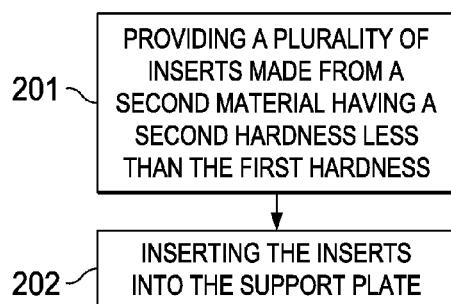 201
PROVIDING A PLURALITY OF
INSERTS MADE FROM A
SECOND MATERIAL HAVING A
SECOND HARDNESS LESS
THAN THE FIRST HARDNESS
202
INSERTING THE INSERTS
INTO THE SUPPORT PLATE